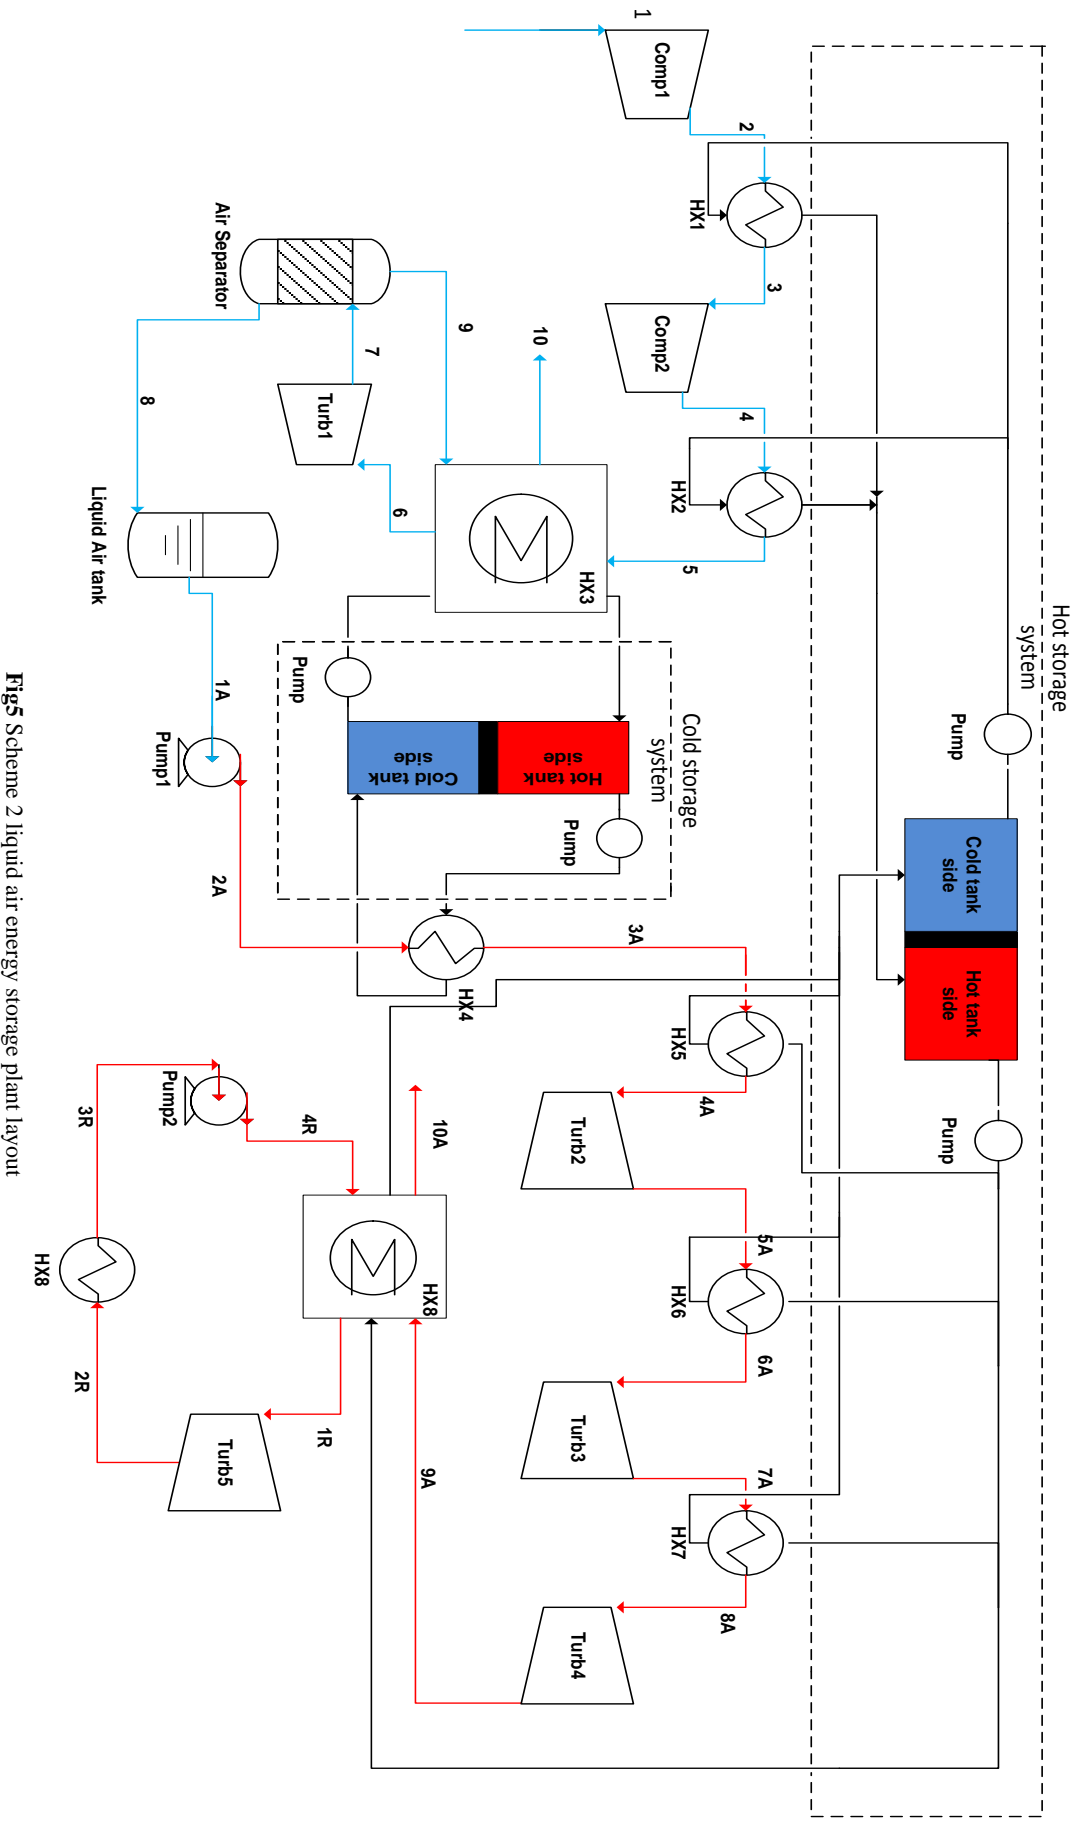 Hot storage
system
Pump
Pump
Cold tank
side
Hot tank
side
1
Comp1
2
HX1
3
Comp2
4
HX2
5
HX3
10
9
6
Turb1
7
Air Separator
8
Liquid Air tank
Cold storage
system
Pump
Cold tank
side
Hot tank
side
Pump
1A
Pump1
2A
HX4
3A
HX5
4A
Turb2
5A
HX6
6A
Turb3
7A
HX7
8A
Turb4
9A
10A
HX8
1R
Turb5
2R
HX8
3R
Pump2
4R
Fig5 Scheme 2 liquid air energy storage plant layout